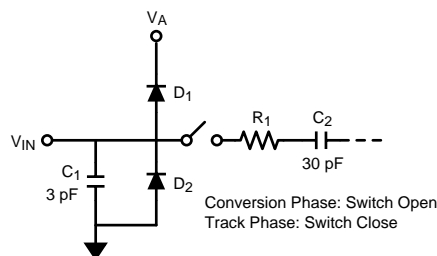 VA
D1
R1
C2
VIN
C1
D2
3 pF
30 pF
Conversion Phase: Switch Open
Track Phase: Switch Close